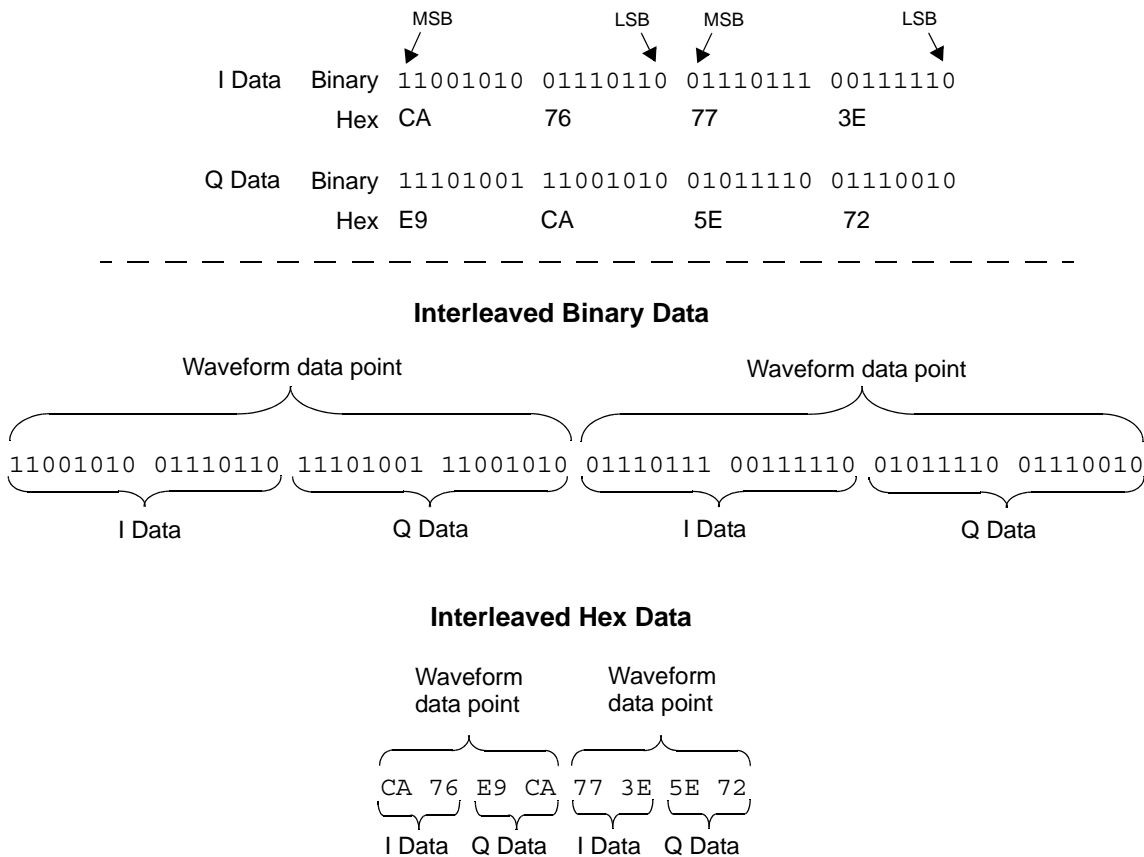 MSB LSB MSB LSB
I Data Binary 11001010 01110110 01110111 00111110
Hex CA 76 77 3E
Q Data Binary 11101001 11001010 01011110 01110010
Hex E9 CA 5E 72
Interleaved Binary Data
Waveform data point Waveform data point
11001010 01110110 11101001 11001010 01110111 00111110 01011110 01110010
I Data Q Data I Data Q Data
Interleaved Hex Data
Waveform Waveform
data point data point
CA 76 E9 CA 77 3E 5E 72
I Data Q Data I Data Q Data